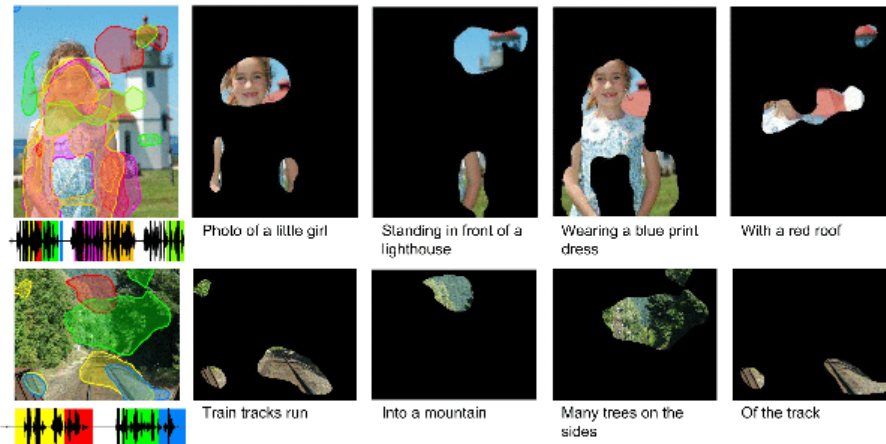 Photo of a little girl
Standing in front of a
lighthouse
Wearing a blue print
dress
With a red roof
Train tracks run
Into a mountain
Many trees on the
sides
Of the track